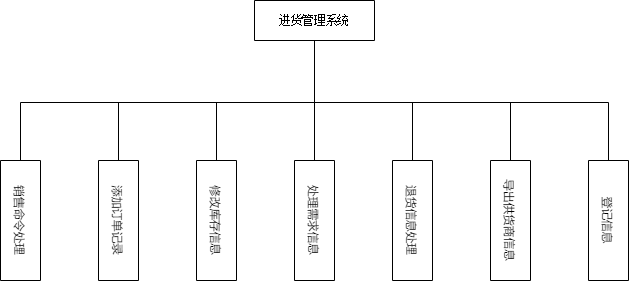 进货管理系统
销售命令处理
添加订单记录
修改库存信息
处理需求信息
退货信息处理
导出供货商信息
登记信息